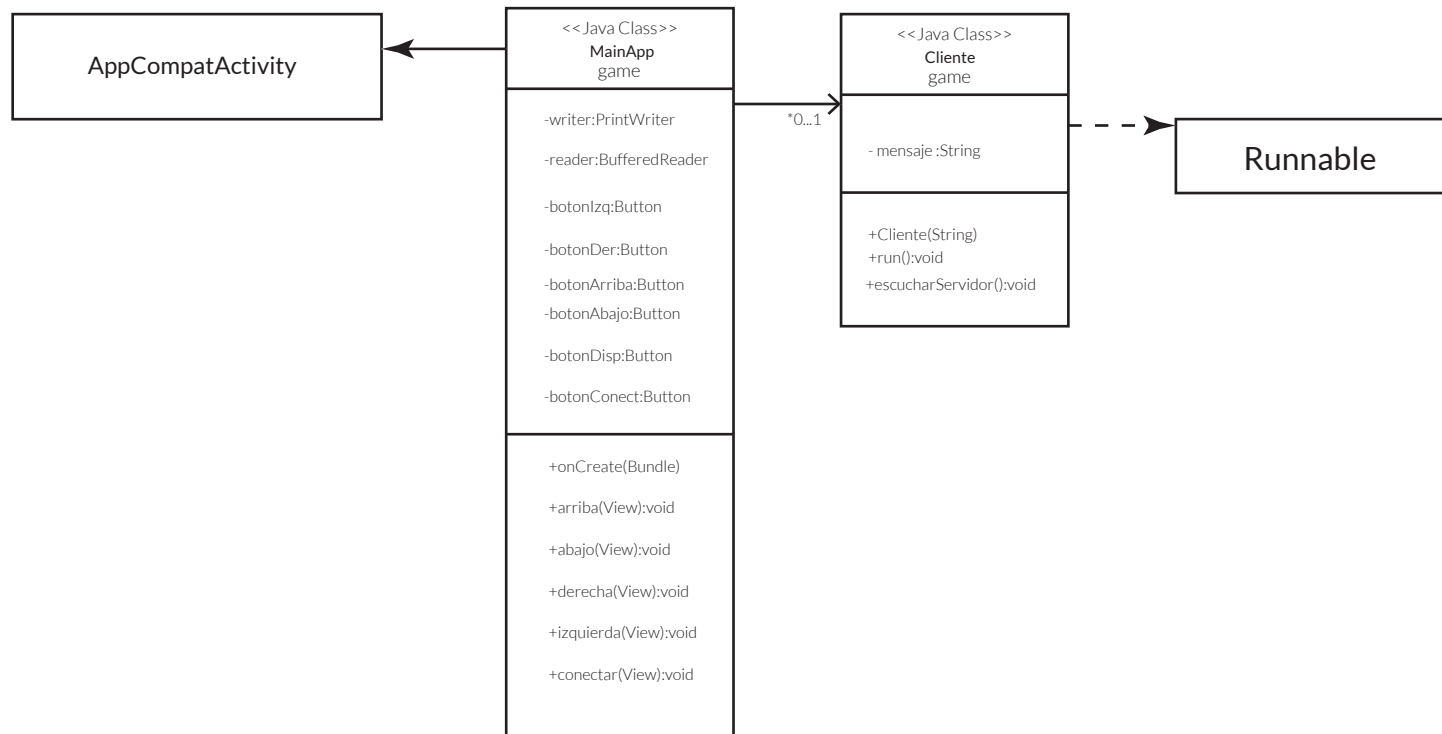 AppCompatActivity
<<Java Class>>
MainApp
game
-writer:PrintWriter
-reader:BufferedReader
-botonIzq:Button
-botonDer:Button
-botonArriba:Button
-botonAbajo:Button
-botonDisp:Button
-botonConect:Button
+onCreate(Bundle)
+arriba(View):void
+abajo(View):void
+derecha(View):void
+izquierda(View):void
+conectar(View):void
*0...1
<<Java Class>>
Cliente
game
- mensaje :String
+Cliente(String)
+run():void
+escucharServidor():void
Runnable